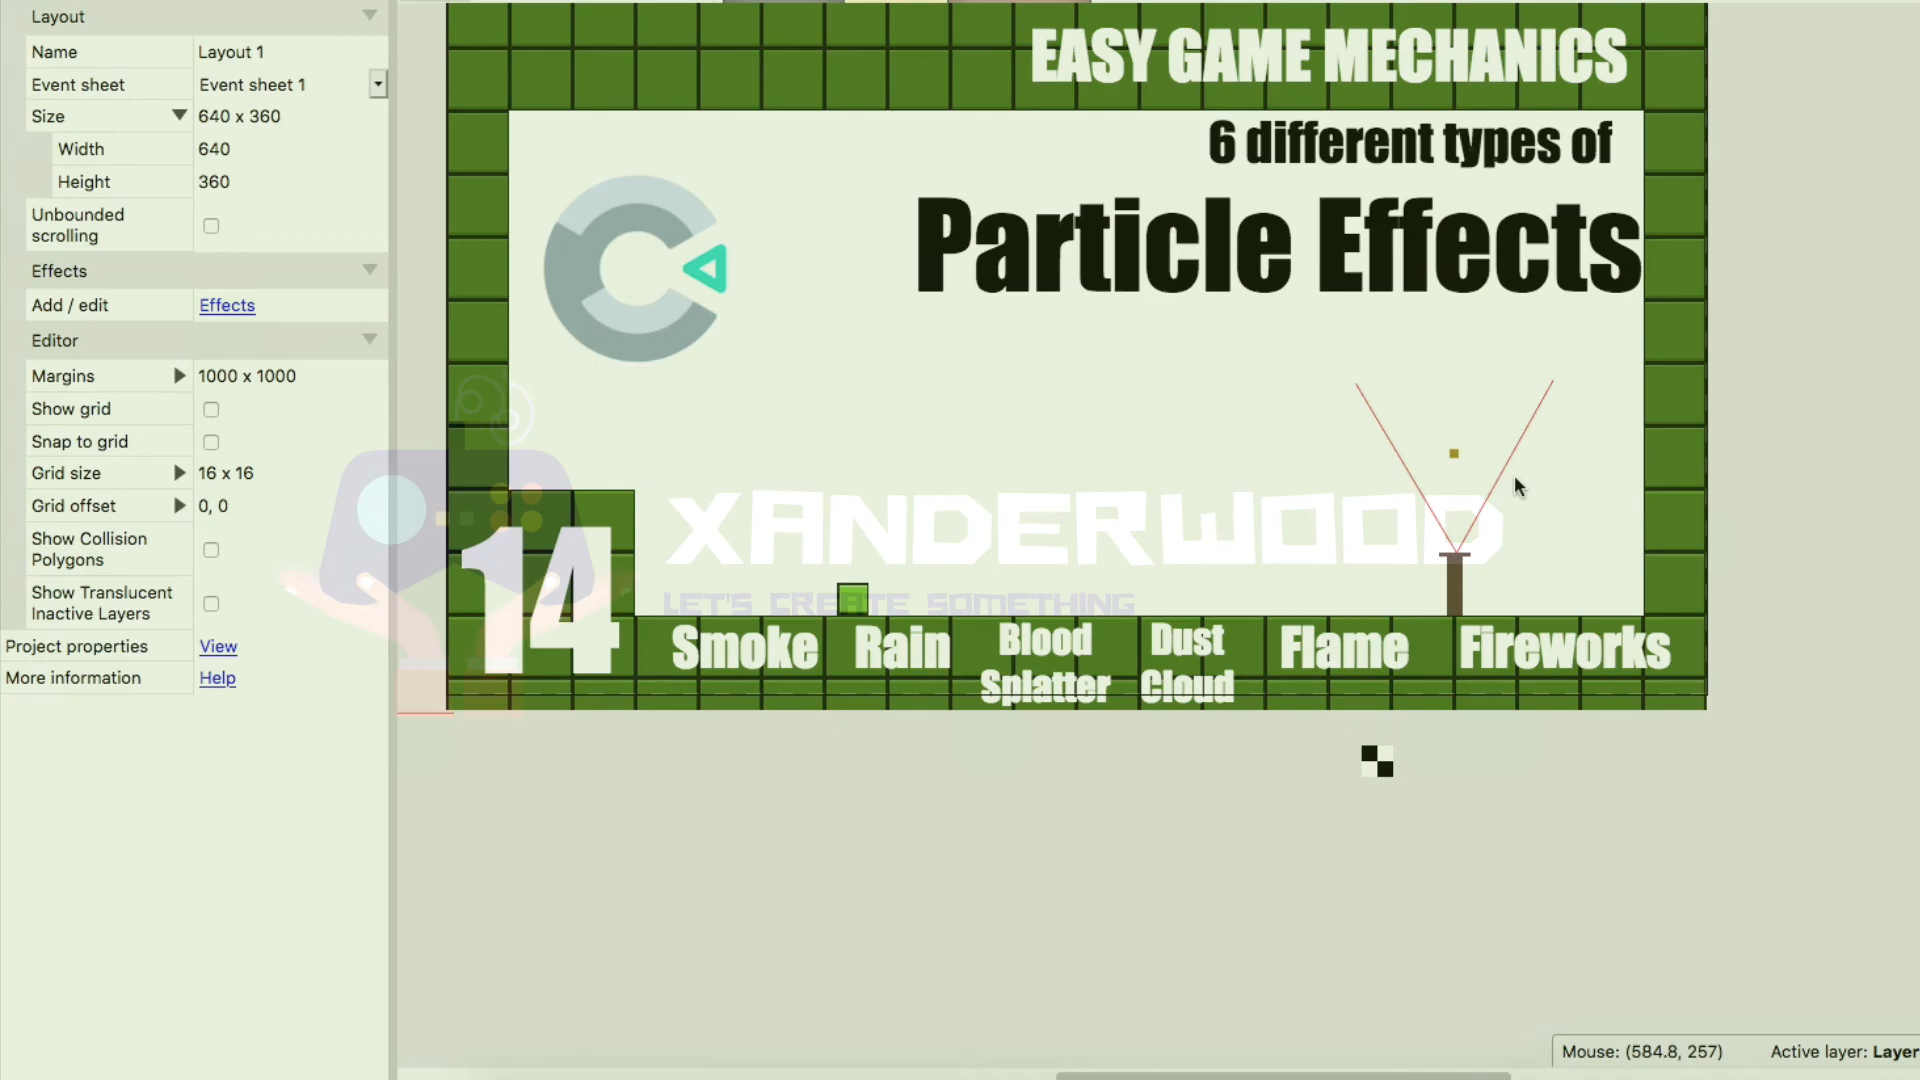 Layout
Name Layout 1
Event sheet Event sheet 1
Size 640 x 360
Width 640
Height 360
Unbounded
scrolling
Effects
Add / edit Effects
Editor
Margins 1000 x 1000
Show grid
Snap to grid
Grid size 16 x 16
Grid offset 0, 0
Show Collision
Polygons
Show Translucent
Inactive Layers
Project properties View
More information Help
EASY GAME MECHANICS
6 different types of
Particle Effects
XANDERWOOD
LET'S CREATE SOMETHING
14
Smoke Rain Blood Splatter Dust Cloud Flame Fireworks
Mouse: (584.8, 257) Active layer: Layer